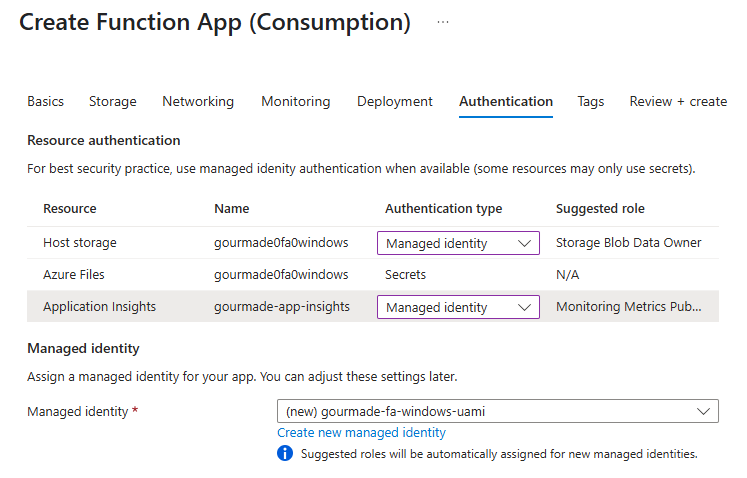 Create Function App (Consumption) ...
Basics Storage Networking Monitoring Deployment Authentication Tags Review + create
Resource authentication
For best security practice, use managed idenity authentication when available (some resources may only use secrets).
Resource Name Authentication type Suggested role
Host storage gourmade0fa0windows Managed identity Storage Blob Data Owner
Azure Files gourmade0fa0windows Secrets N/A
Application Insights gourmade-app-insights Managed identity Monitoring Metrics Pub...
Managed identity
Assign a managed identity for your app. You can adjust these settings later.
Managed identity * (new) gourmade-fa-windows-uami
Create new managed identity
Suggested roles will be automatically assigned for new managed identities.